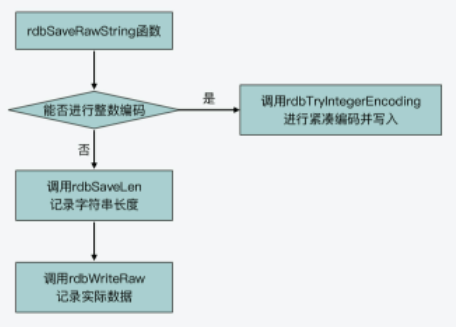 rdbSaveRawString函数
能否进行整数编码
是
调用rdbTryIntegerEncoding
进行紧凑编码并写入
否
调用rdbSaveLen
记录字符串长度
调用rdbWriteRaw
记录实际数据